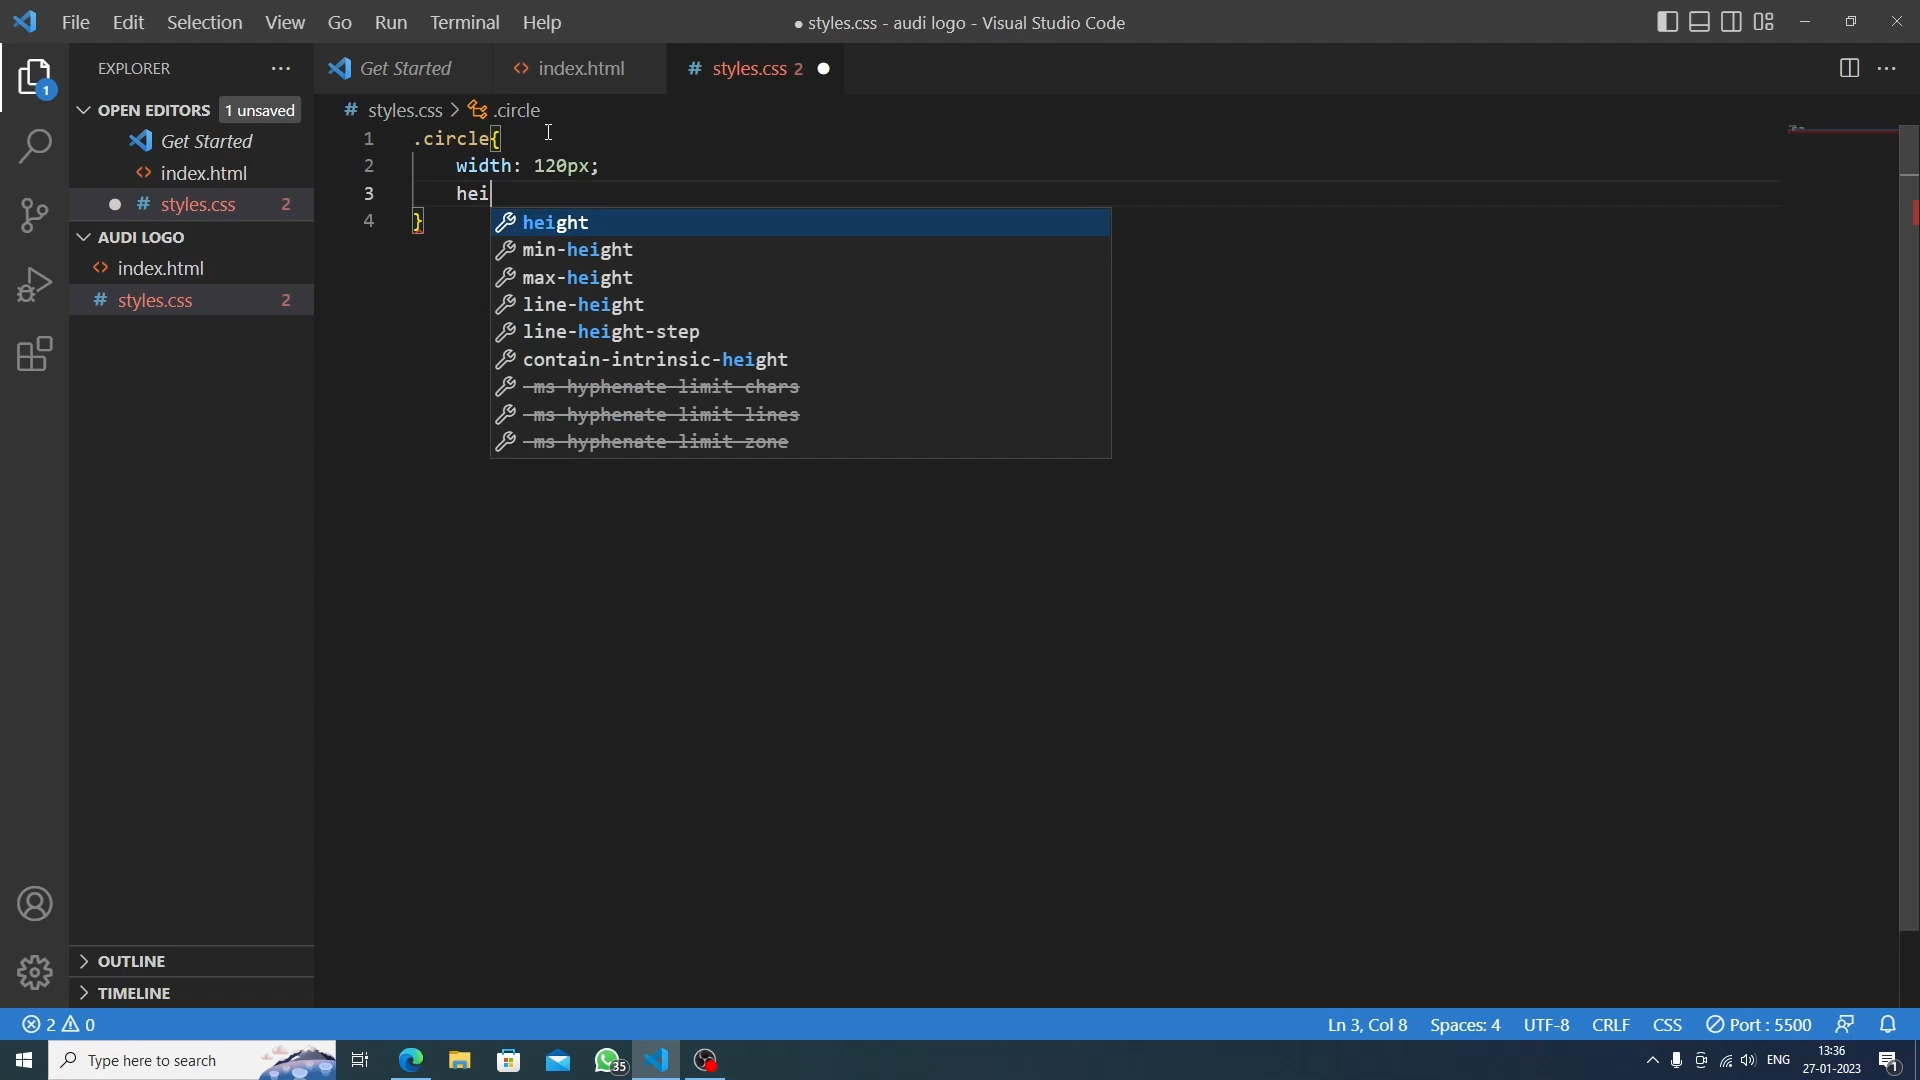 File Edit Selection View Go Run Terminal Help
● styles.css - audi logo - Visual Studio Code
EXPLORER
Get Started
index.html
# styles.css 2
OPEN EDITORS 1 unsaved
Get Started
index.html
# styles.css 2
AUDI LOGO
index.html
# styles.css 2
OUTLINE
TIMELINE
1
# styles.css > .circle
1 .circle{
2 width: 120px;
3 hei
4 }
height
min-height
max-height
line-height
line-height-step
contain-intrinsic-height
-ms-hyphenate-limit-chars
-ms-hyphenate-limit-lines
-ms-hyphenate-limit-zone
2 0
Ln 3, Col 8 Spaces: 4 UTF-8 CRLF CSS Port : 5500
Type here to search
35
ENG
13:36
27-01-2023
1